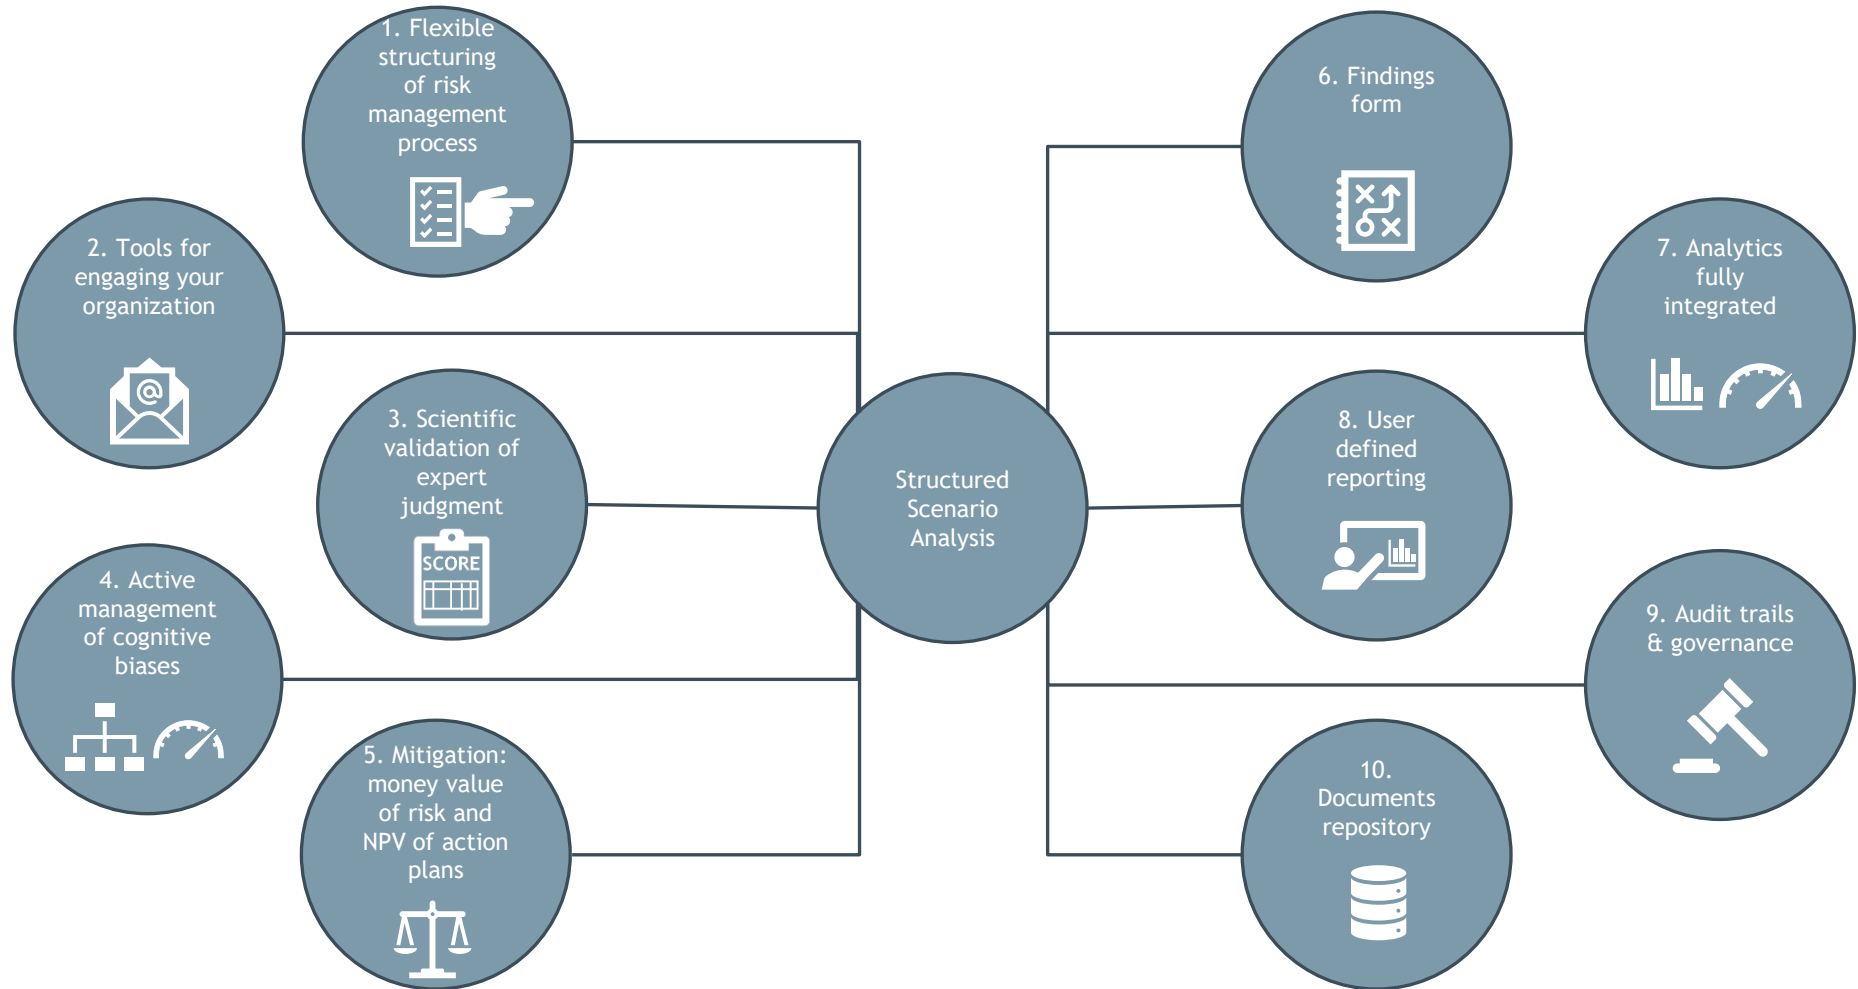 1. Flexible
structuring
of risk
management
process
2. Tools for
engaging your
organization
@
3. Scientific
validation of
expert
judgment
SCORE
4. Active
management
of cognitive
biases
5. Mitigation:
money value
of risk and
NPV of action
plans
Structured
Scenario
Analysis
6. Findings
form
7. Analytics
fully
integrated
8. User
defined
reporting
9. Audit trails
& governance
10.
Documents
repository